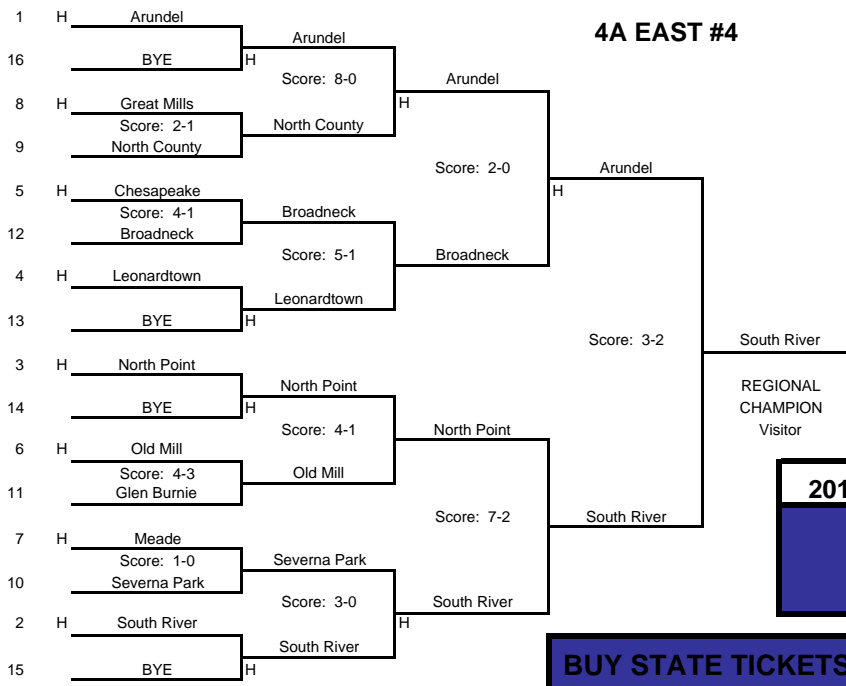 4A EAST #4
1 H Arundel
16 BYE H
Arundel
Score: 8-0
8 H Great Mills
Score: 2-1
9 North County
North County
Arundel H
Score: 2-0
5 H Chesapeake
Score: 4-1
12 Broadneck
Broadneck
Score: 5-1
4 H Leonardtown
13 BYE H
Leonardtown
Broadneck
Arundel H
Score: 3-2
3 H North Point
14 BYE H
North Point
Score: 4-1
6 H Old Mill
Score: 4-3
11 Glen Burnie
Old Mill
North Point
Score: 7-2
7 H Meade
Score: 1-0
10 Severna Park
Severna Park
Score: 3-0
2 H South River
15 BYE H
South River
South River H
South River
South River
REGIONAL
CHAMPION
Visitor
201
BUY STATE TICKETS